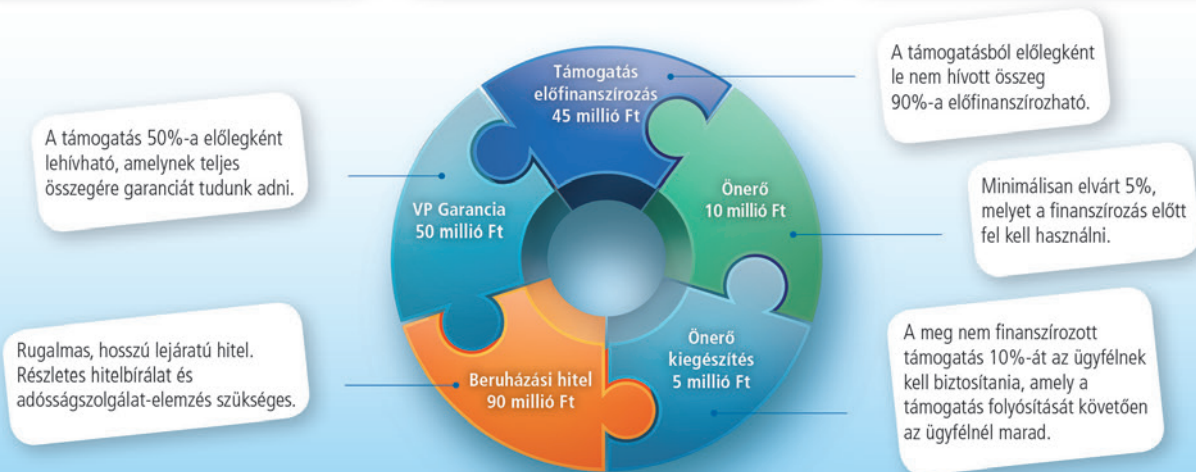 Támogatás
előfinanszírozás
45 millió Ft
A támogatásból előlegként
le nem hívott összeg
90%-a előfinanszírozható.
A támogatás 50%-a előlegként
lehívható, amelynek teljes
összegére garanciát tudunk adni.
VP Garancia
50 millió Ft
Önerő
10 millió Ft
Minimálisan elvárt 5%,
melyet a finanszírozás előtt
fel kell használni.
Rugalmas, hosszú lejáratú hitel.
Részletes hitelbírálat és
adósságszolgálat-elemzés szükséges.
Beruházási hitel
90 millió Ft
Önerő
kiegészítés
5 millió Ft
A meg nem finanszírozott
támogatás 10%-át az ügyfélnek
kell biztosítania, amely a
támogatás folyósítását követően
az ügyfélnél marad.